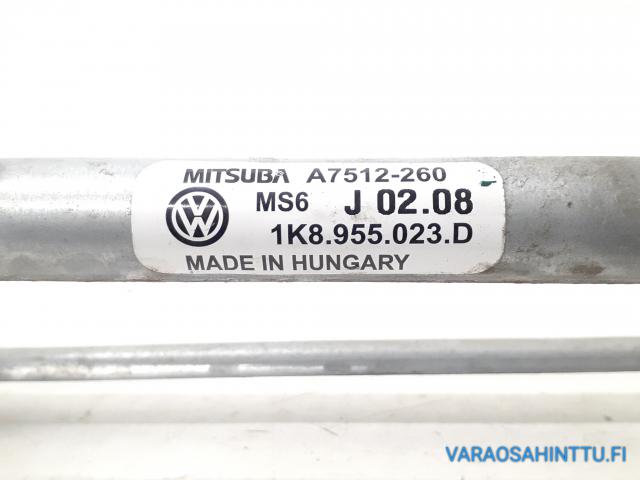 MITSUBA A7512-260
MS6 J 02.08
1K8.955.023.D
MADE IN HUNGARY
VARAOSAHINTTU.FI